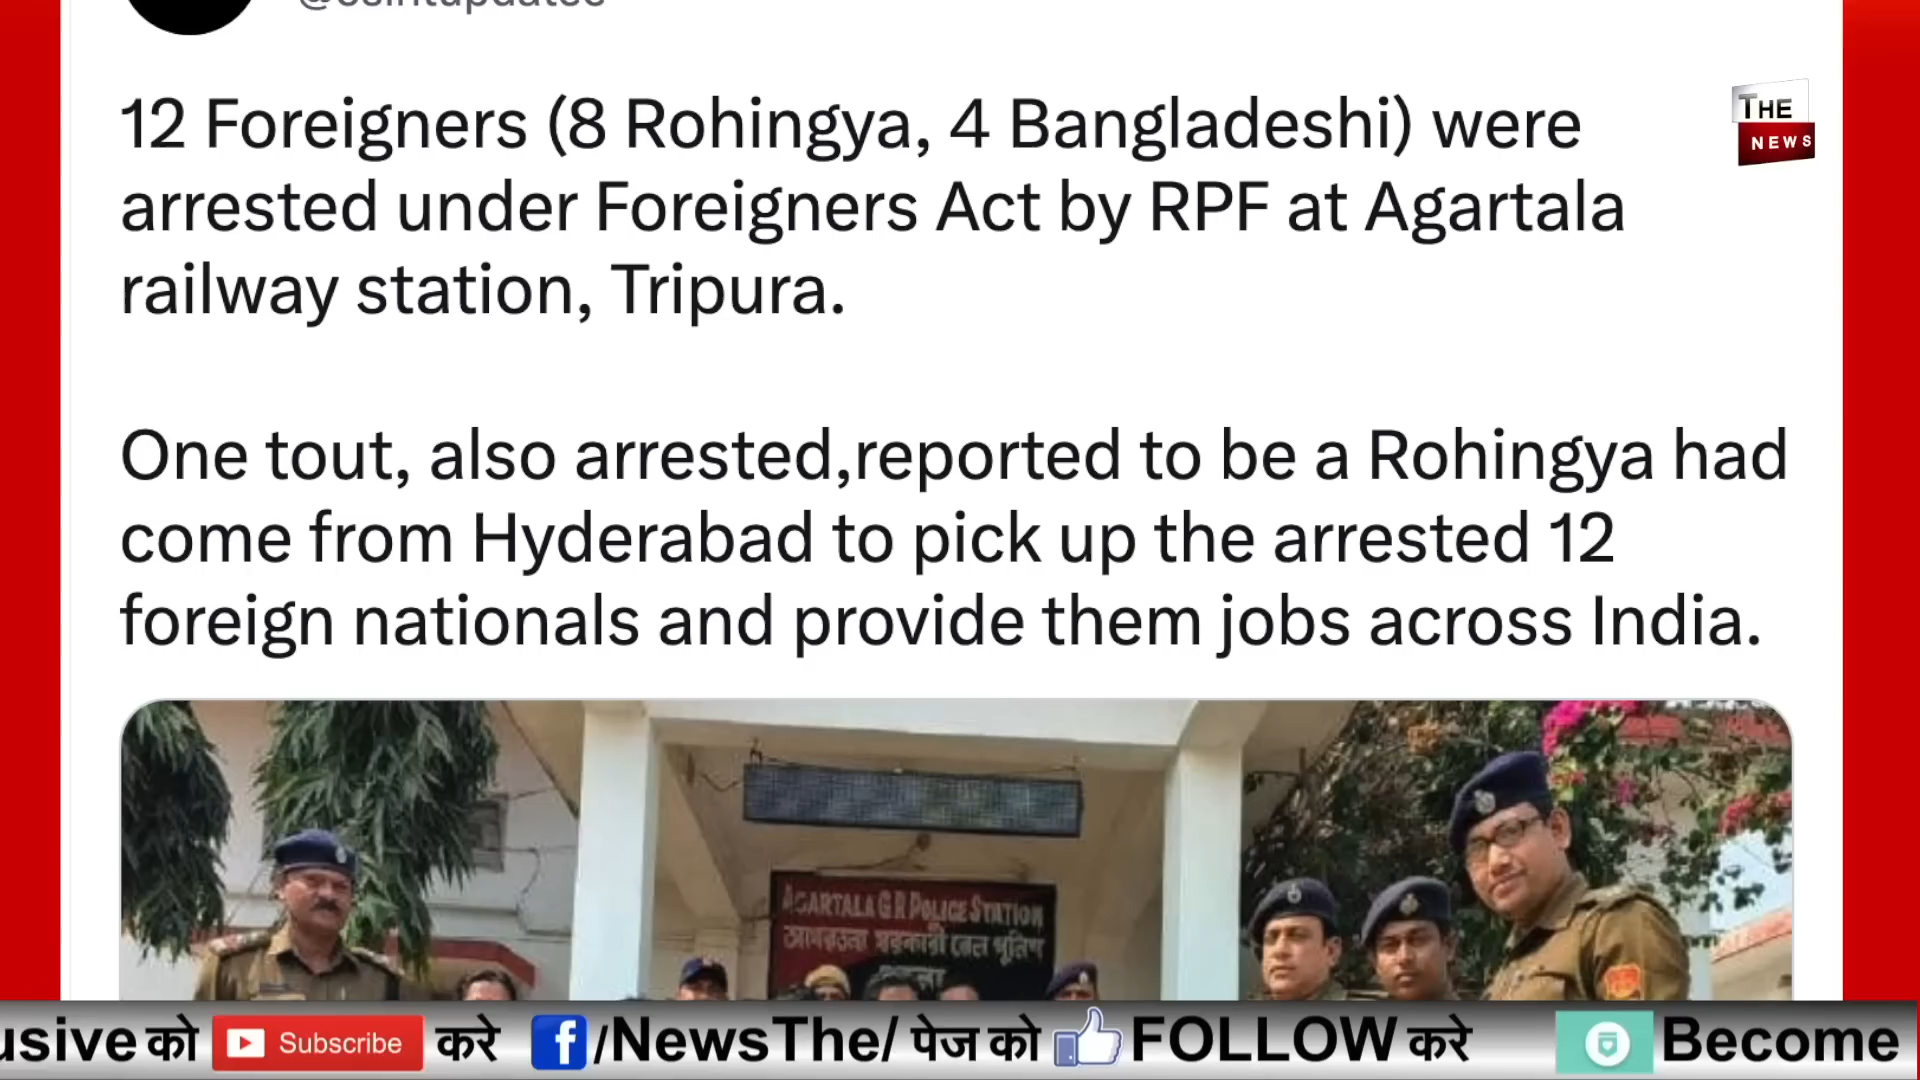 12 Foreigners (8 Rohingya, 4 Bangladeshi) were
arrested under Foreigners Act by RPF at Agartala
railway station, Tripura.
THE
NEWS
One tout, also arrested,reported to be a Rohingya had
come from Hyderabad to pick up the arrested 12
foreign nationals and provide them jobs across India.
AGARTALA G R POLICE STATION
usive को Subscribe करे f/NewsThe/ पेज को FOLLOW करे Become